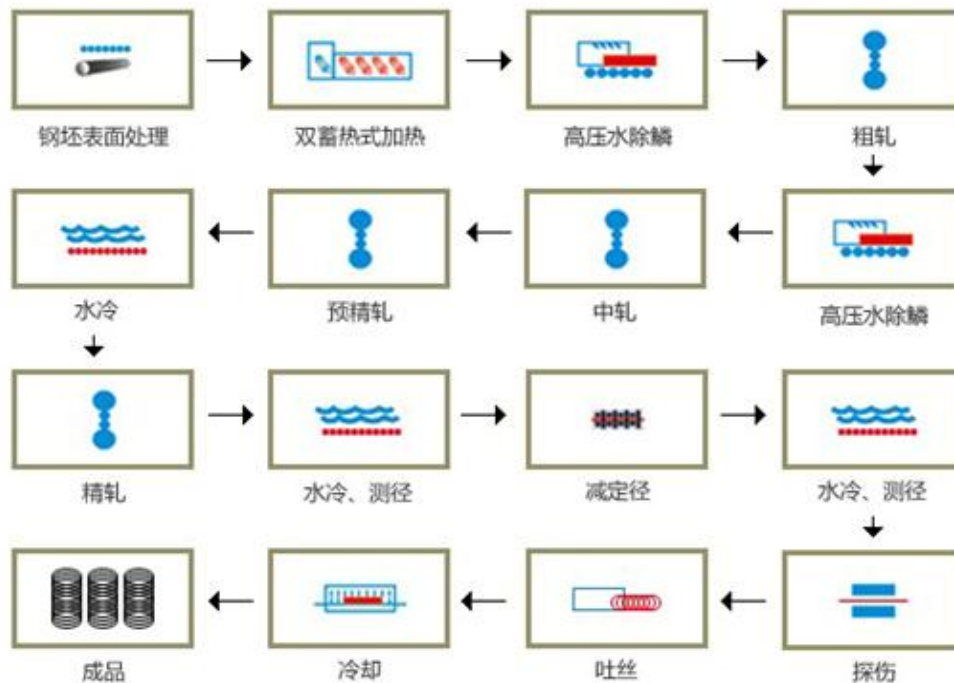 钢坯表面处理
双蓄热式加热
高压水除鳞
粗轧
高压水除鳞
中轧
预精轧
水冷
精轧
水冷、测径
减定径
水冷、测径
探伤
吐丝
冷却
成品